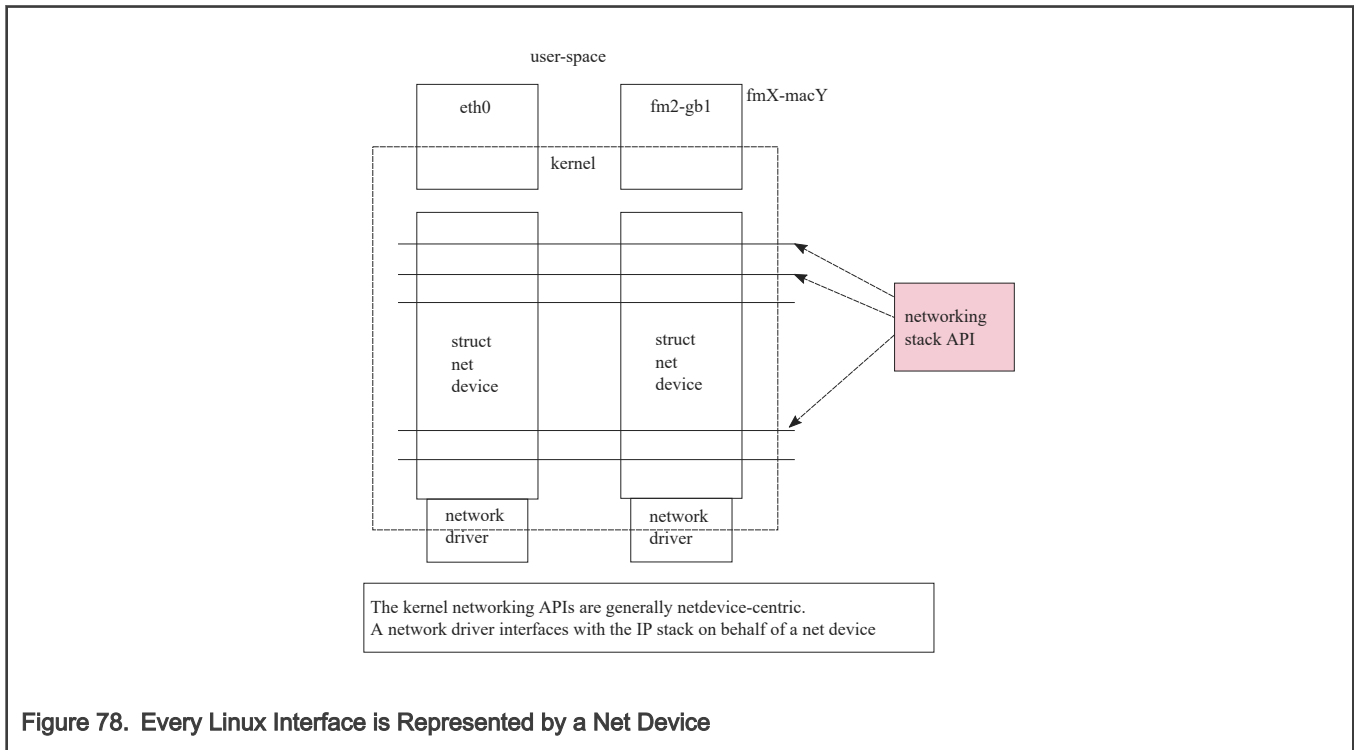 user-space
eth0
fm2-gb1
fmX-macY
kernel
struct
net
device
struct
net
device
networking
stack API
network
driver
network
driver
The kernel networking APIs are generally netdevice-centric.
A network driver interfaces with the IP stack on behalf of a net device
Figure 78. Every Linux Interface is Represented by a Net Device